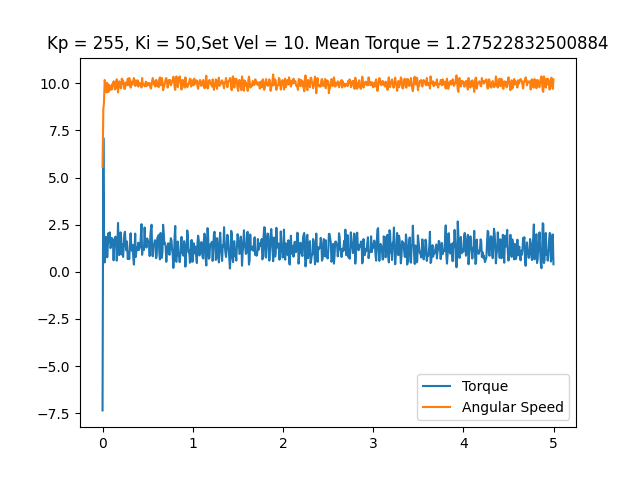 Kp = 255, Ki = 50,Set Vel = 10. Mean Torque = 1.27522832500884
10.0
7.5
5.0
2.5
0.0
−2.5
−5.0
−7.5
Torque
Angular Speed
0 1 2 3 4 5